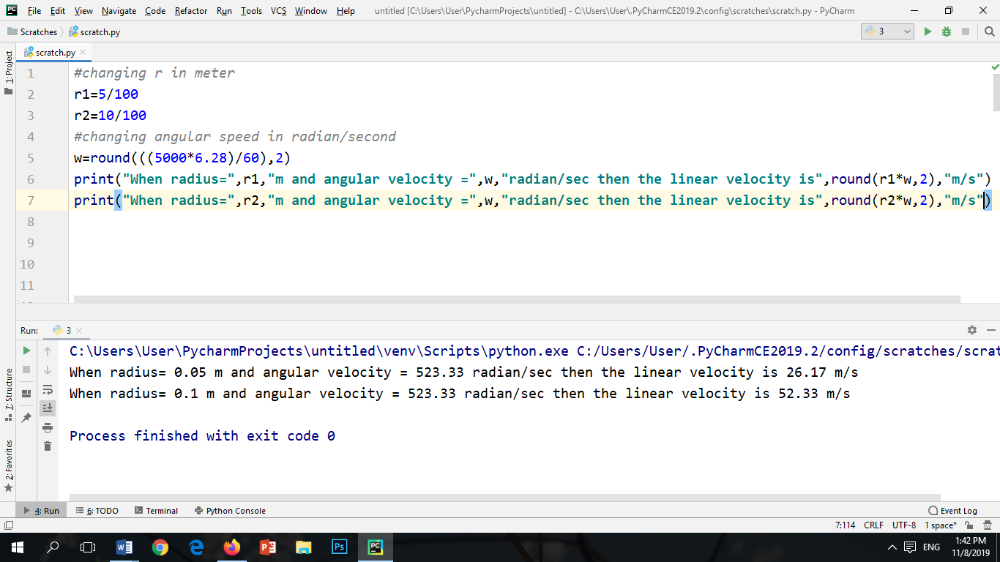 File Edit View Navigate Code Refactor Run Tools VCS Window Help untitled [C:\Users\User\PycharmProjects\untitled] - C:\Users\User\.PyCharmCE2019.2\config\scratches\scratch.py - PyCharm
PC
Scratches scratch.py 3
scratch.py
1: Project
1 #changing r in meter
2 r1=5/100
3 r2=10/100
4 #changing angular speed in radian/second
5 w=round(((5000*6.28)/60),2)
6 print("When radius=",r1,"m and angular velocity =",w,"radian/sec then the linear velocity is",round(r1*w,2),"m/s")
7 print("When radius=",r2,"m and angular velocity =",w,"radian/sec then the linear velocity is",round(r2*w,2),"m/s")
8
9
10
11
Run: 3
C:\Users\User\PycharmProjects\untitled\venv\Scripts\python.exe C:/Users/User/.PyCharmCE2019.2/config/scratches/scrat
When radius= 0.05 m and angular velocity = 523.33 radian/sec then the linear velocity is 26.17 m/s
When radius= 0.1 m and angular velocity = 523.33 radian/sec then the linear velocity is 52.33 m/s
Process finished with exit code 0
7: Structure
2: Favorites
4: Run 6: TODO Terminal Python Console Event Log
7:114 CRLF UTF-8 1 space*
W P Ps PC ENG
1:42 PM
11/8/2019